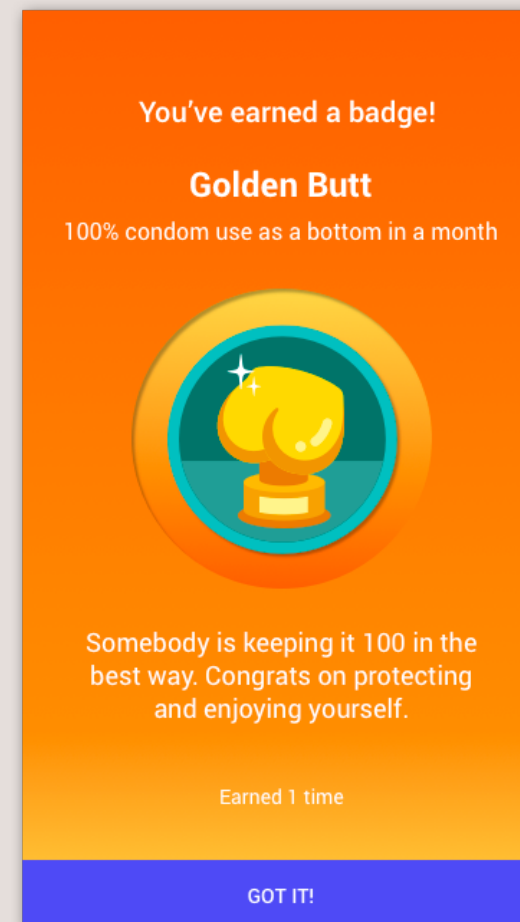 You've earned a badge!
Golden Butt
100% condom use as a bottom in a month
Somebody is keeping it 100 in the
best way. Congrats on protecting
and enjoying yourself.
Earned 1 time
GOT IT!